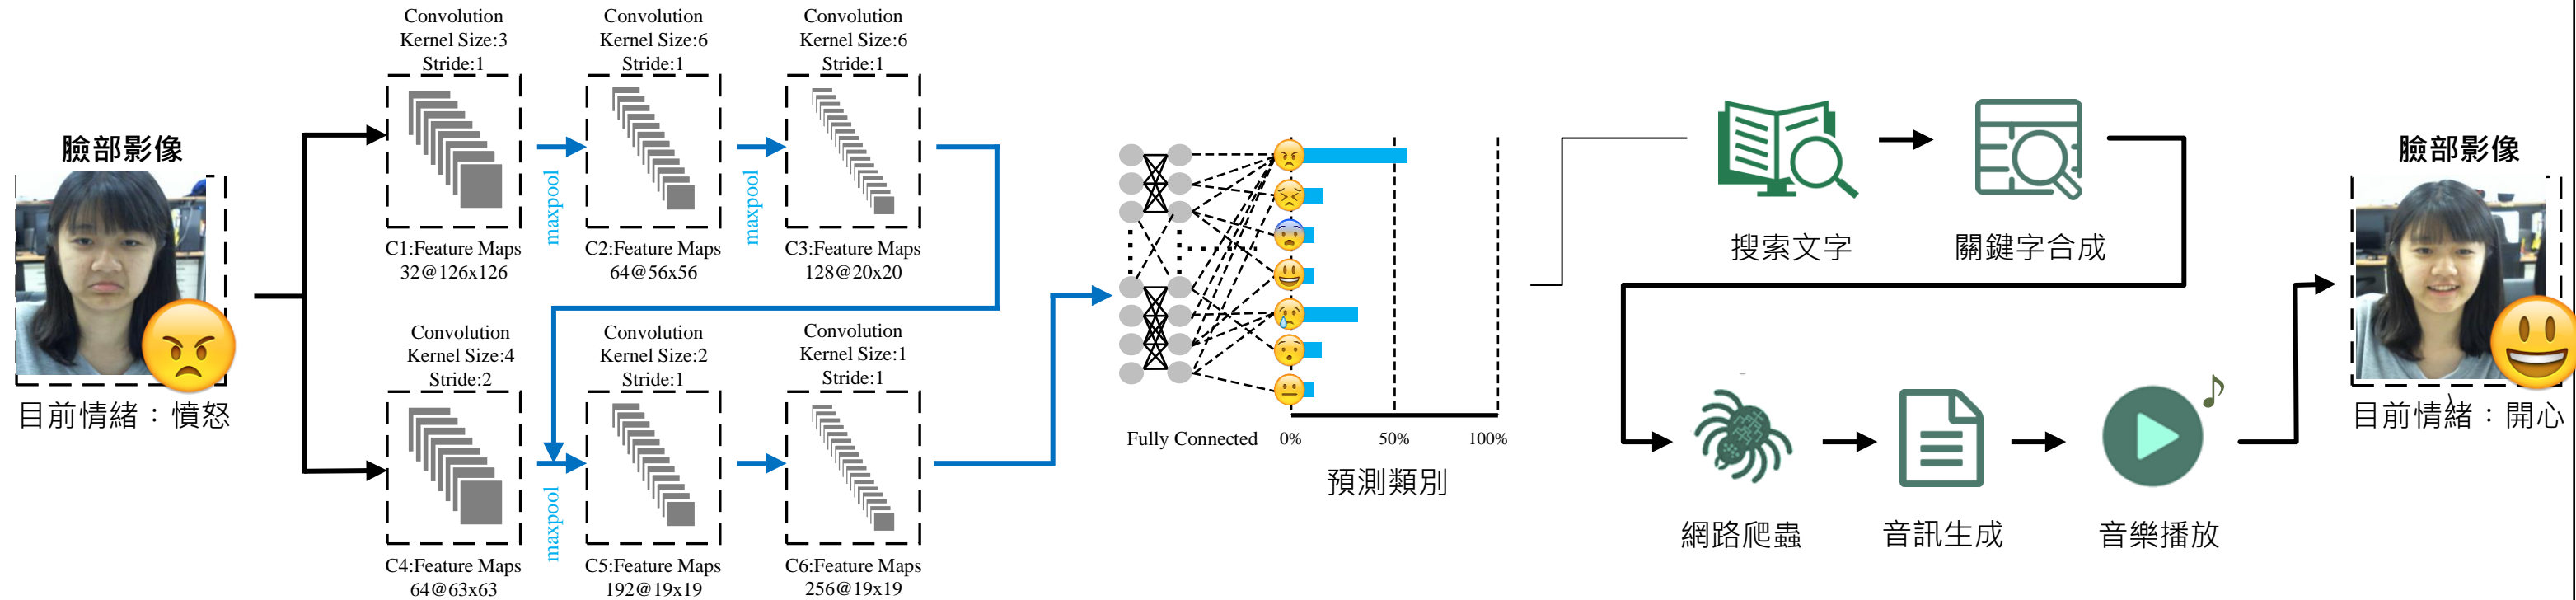 臉部影像
目前情緒：憤怒
Convolution
Kernel Size:3
Stride:1
C1:Feature Maps
32@126x126
maxpool
Convolution
Kernel Size:6
Stride:1
C2:Feature Maps
64@56x56
maxpool
Convolution
Kernel Size:6
Stride:1
C3:Feature Maps
128@20x20
Convolution
Kernel Size:4
Stride:2
C4:Feature Maps
64@63x63
maxpool
Convolution
Kernel Size:2
Stride:1
C5:Feature Maps
192@19x19
Convolution
Kernel Size:1
Stride:1
C6:Feature Maps
256@19x19
Fully Connected
0%
50%
100%
預測類別
搜索文字
關鍵字合成
網路爬蟲
音訊生成
音樂播放
臉部影像
目前情緒：開心